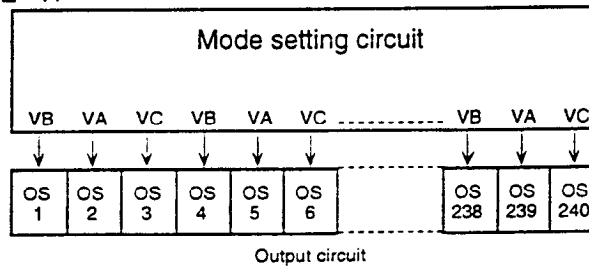 Mode setting circuit
VB VA VC VB VA VC VB VA VC
OS OS OS OS OS OS OS OS OS
1 2 3 4 5 6 238 239 240
Output circuit